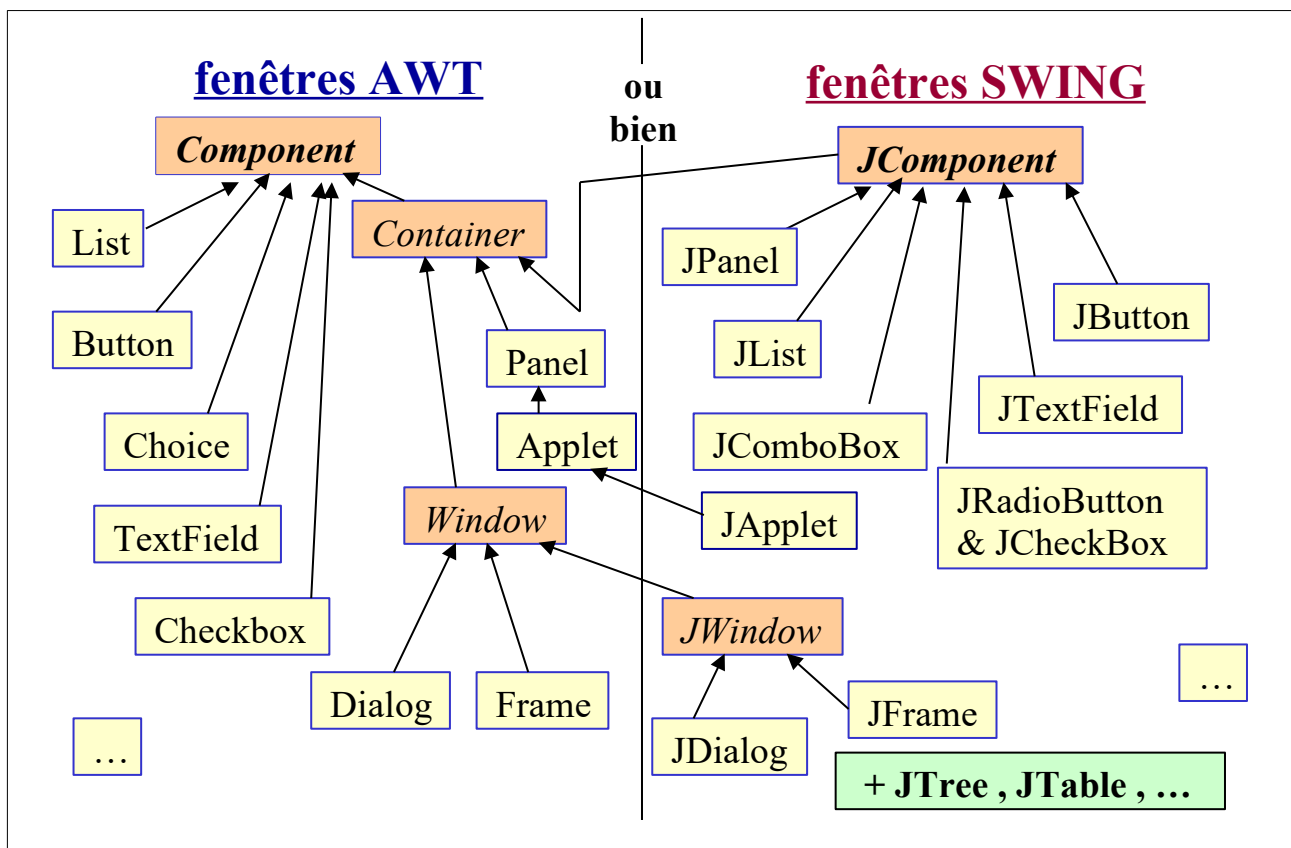 fenêtres AWT
ou
bien
fenêtres SWING
Component
JComponent
List
Container
JPanel
Button
Panel
JList
JButton
Choice
Applet
JComboBox
JTextField
TextField
Window
JApplet
JRadioButton
& JCheckBox
Checkbox
JWindow
Dialog
Frame
JDialog
JFrame
…
…
+ JTree , JTable , …